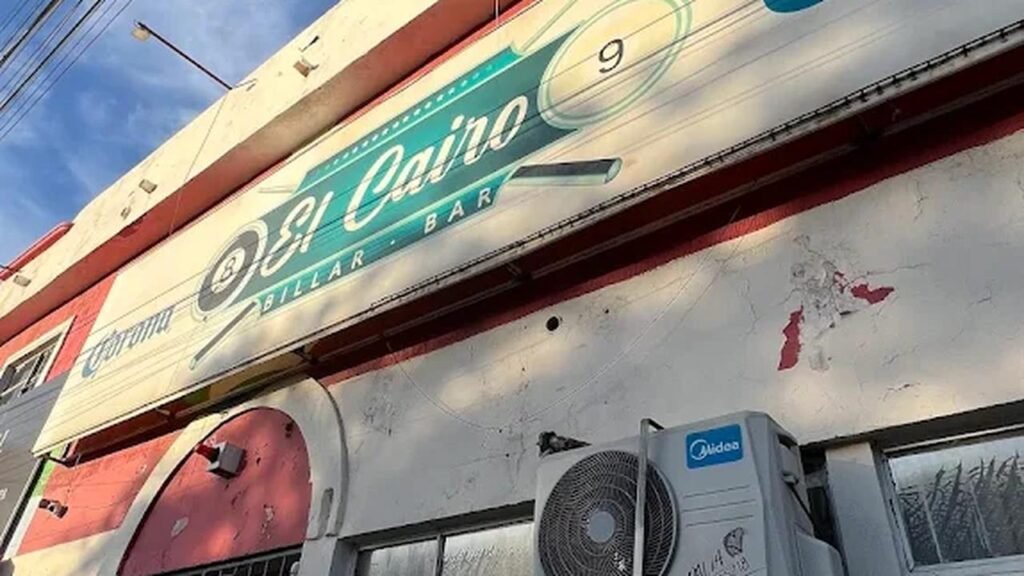 El Cairo
BILLAR · BAR
8
9
Corona
Midea